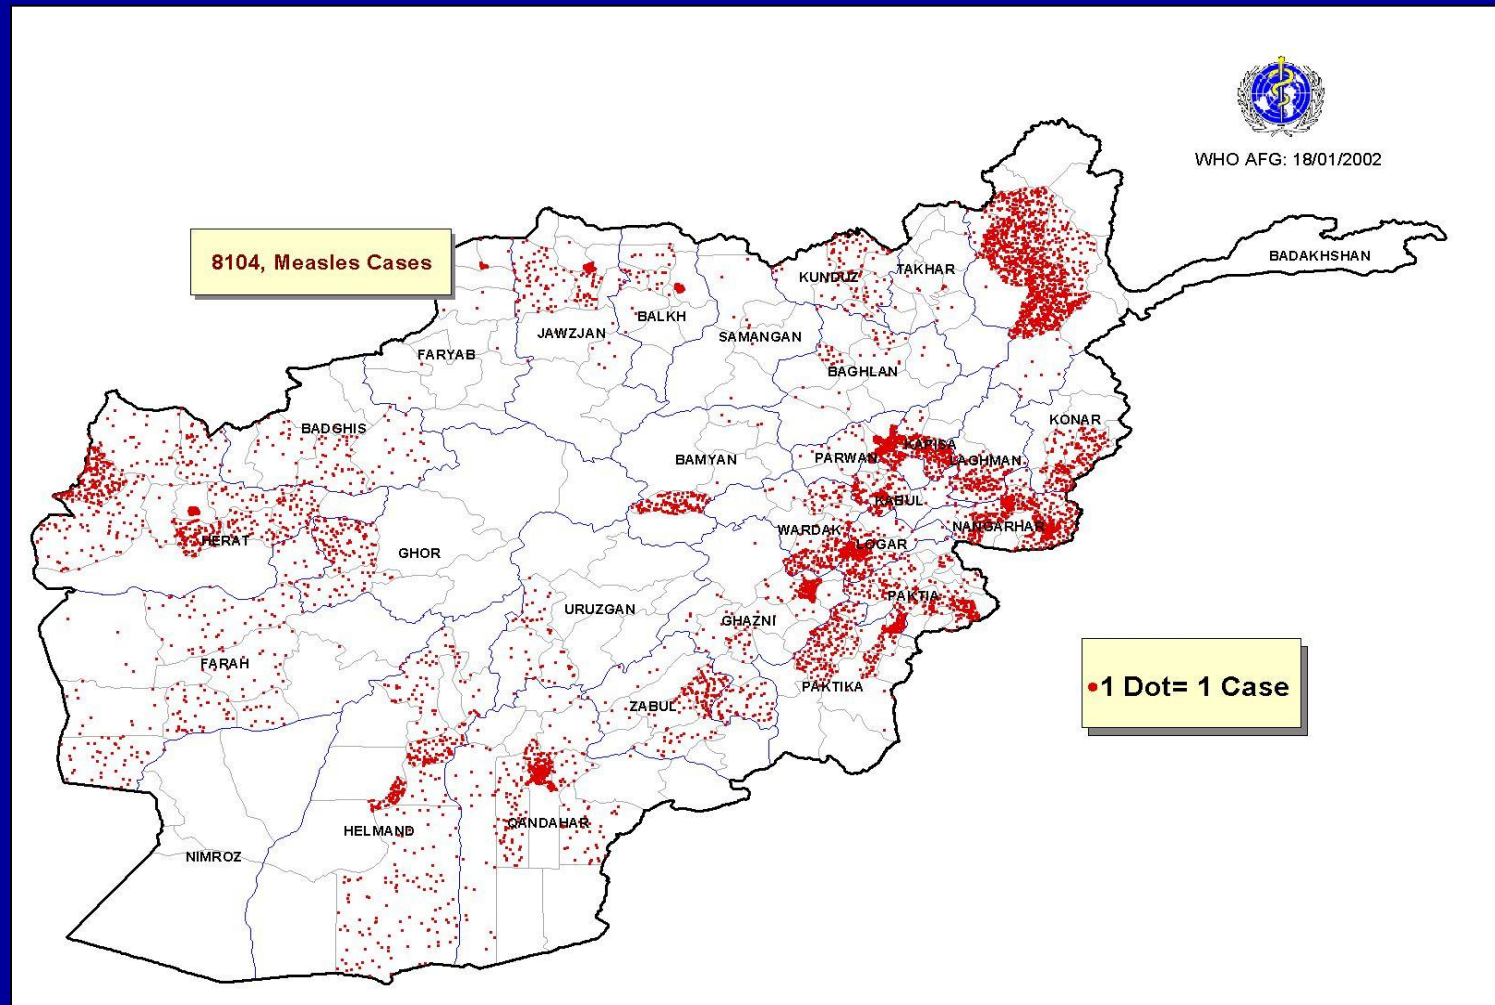 WHO AFG: 18/01/2002
8104, Measles Cases
BADAKHSHAN
KUNDUZ
TAKHAR
BALKH
JAWZJAN
SAMANGAN
FARYAB
BAGHLAN
KONAR
BADGHIS
KAPISA
PARWAN
BAMYAN
LAGHMAN
KABUL
WARDAK
NANGARHAR
HERAT
LOGAR
GHOR
PAKTIA
URUZGAN
GHAZNI
FARAH
PAKTIKA
1 Dot= 1 Case
ZABUL
HELMAND
QANDAHAR
NIMROZ